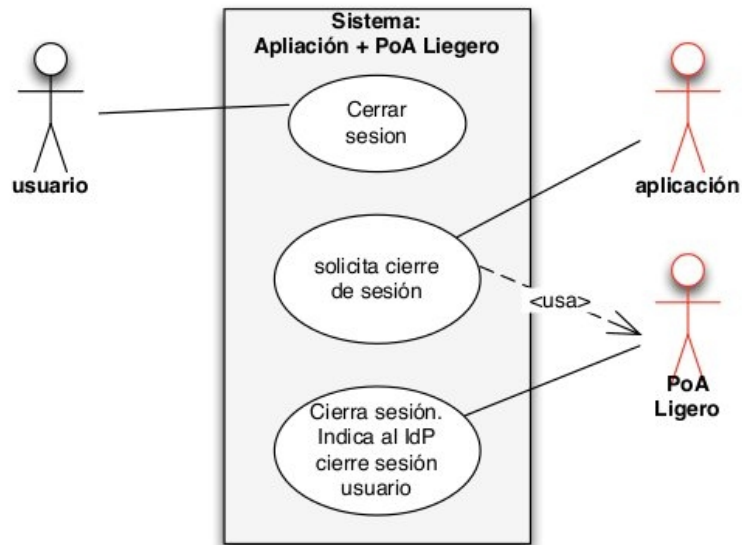 Sistema:
Apliación + PoA Liegero
Cerrar
sesion
usuario
aplicación
solicita cierre
de sesión
<usa>
PoA
Ligero
Cierra sesión.
Indica al IdP
cierre sesión
usuario